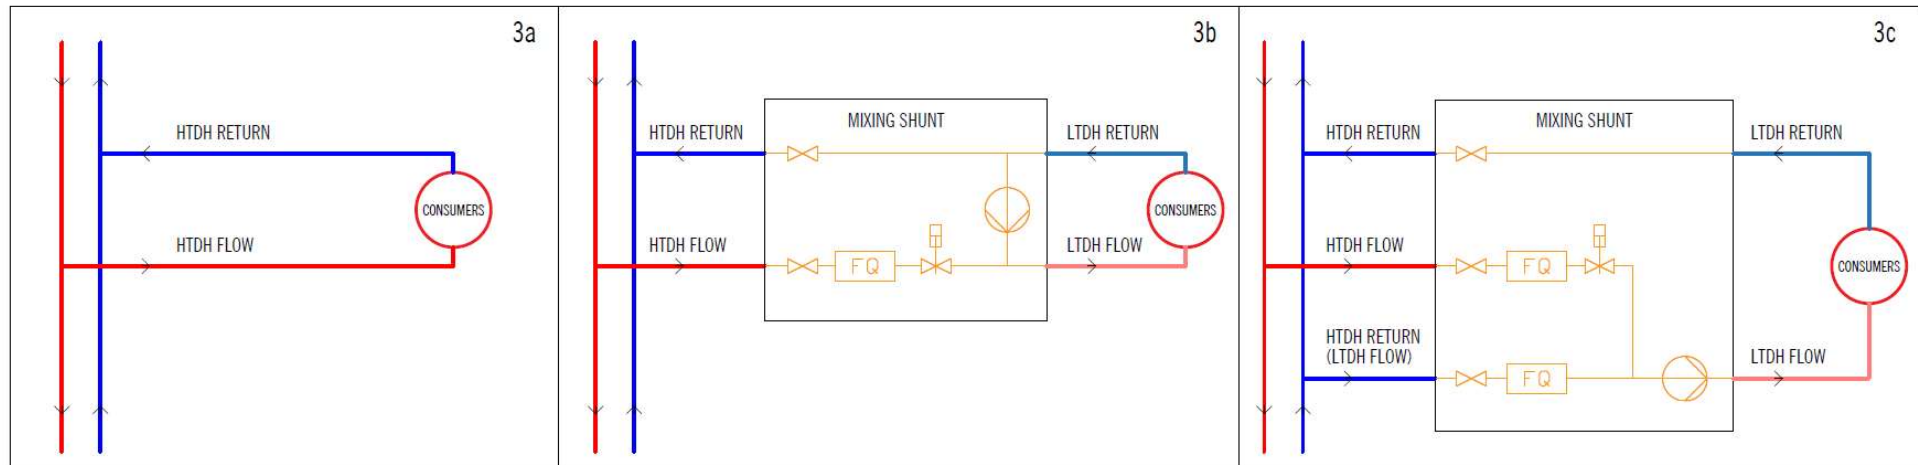 3a
HTDH RETURN
CONSUMERS
HTDH FLOW
3b
MIXING SHUNT
HTDH RETURN
LTDH RETURN
CONSUMERS
HTDH FLOW
FQ
LTDH FLOW
3c
MIXING SHUNT
HTDH RETURN
LTDH RETURN
HTDH FLOW
FQ
CONSUMERS
HTDH RETURN
(LTDH FLOW)
FQ
LTDH FLOW